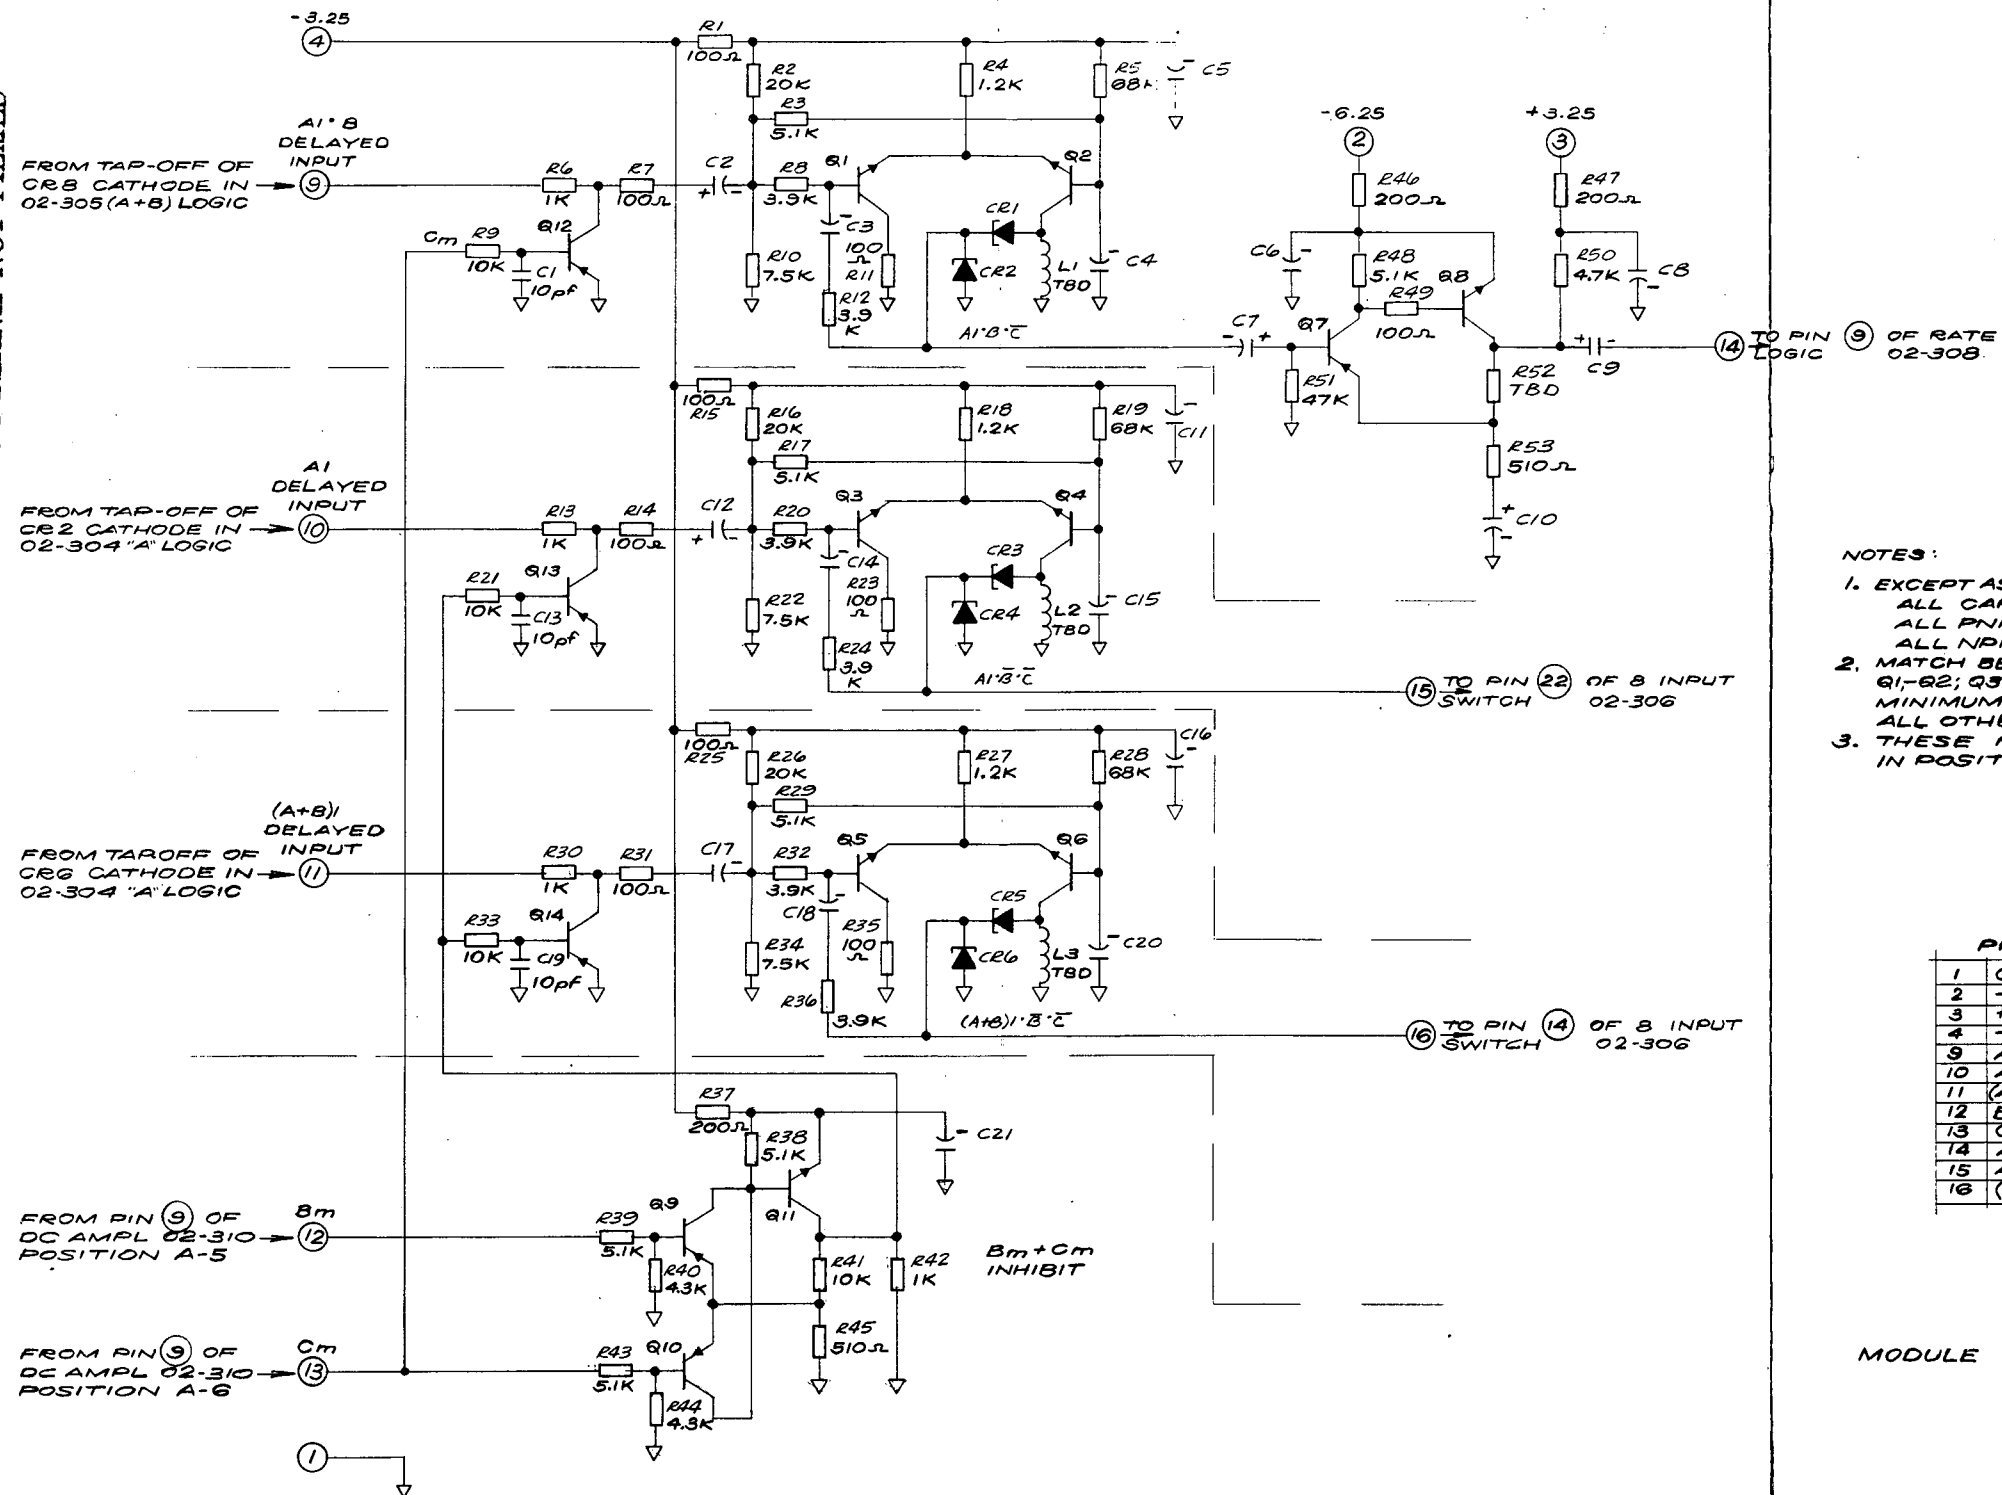 -3.25
4
R1
100Ω
R2
20K
R3
5.1K
R4
1.2K
R5
68K
C5
A1·B
DELAYED
INPUT
FROM TAP-OFF OF
CR8 CATHODE IN
02-305(A+B) LOGIC
9
R6
1K
R7
100Ω
C2
+ -
R8
3.9K
Q1
Q2
Q12
Cm
R9
10K
C1
10pf
C3
100
Ω
R11
R10
7.5K
R12
3.9
K
CR1
CR2
L1
TBD
C4
A1·B·C̅
-6.25
2
R46
200Ω
+3.25
3
R47
200Ω
C6
R48
5.1K
Q8
R49
100Ω
R50
4.7K
C8
C7
- +
Q7
R51
47K
+ -
C9
R52
TBD
R53
510Ω
C10
14
TO PIN 9 OF RATE
LOGIC 02-308
100Ω
R15
R16
20K
R17
5.1K
R18
1.2K
R19
68K
C11
A1
DELAYED
INPUT
FROM TAP-OFF OF
CR2 CATHODE IN
02-304 "A" LOGIC
10
R13
1K
R14
100Ω
C12
+ -
R20
3.9K
Q3
Q4
R21
10K
Q13
C13
10pf
C14
R23
100
Ω
R22
7.5K
R24
3.9
K
CR3
CR4
L2
TBD
C15
A1·B̅·C̅
15
TO PIN 22 OF 8 INPUT
SWITCH 02-306
100Ω
R25
R26
20K
R29
5.1K
R27
1.2K
R28
68K
C16
(A+B)1
DELAYED
INPUT
FROM TAPOFF OF
CR6 CATHODE IN
02-304 "A" LOGIC
11
R30
1K
R31
100Ω
C17
R32
3.9K
Q5
Q6
R33
10K
Q14
C19
10pf
C18
R35
100
Ω
R34
7.5K
R36
3.9K
CR5
CR6
L3
TBD
C20
(A+B)1·B̅·C̅
16
TO PIN 14 OF 8 INPUT
SWITCH 02-306
R37
200Ω
R38
5.1K
C21
Q11
FROM PIN 9 OF
DC AMPL 02-310
POSITION A-5
Bm
12
R39
5.1K
Q9
R40
4.3K
R41
10K
R42
1K
Bm+Cm
INHIBIT
FROM PIN 9 OF
DC AMPL 02-310
POSITION A-6
Cm
13
R43
5.1K
Q10
R44
4.3K
R45
510Ω
1
NOTES:
1. EXCEPT AS
ALL
ALL
ALL
2. MATCH
Q1,-Q2;
MINIMUM
ALL
3. THESE
IN
1
2
3
4
9
10
11
12
13
14
15
16
MODULE